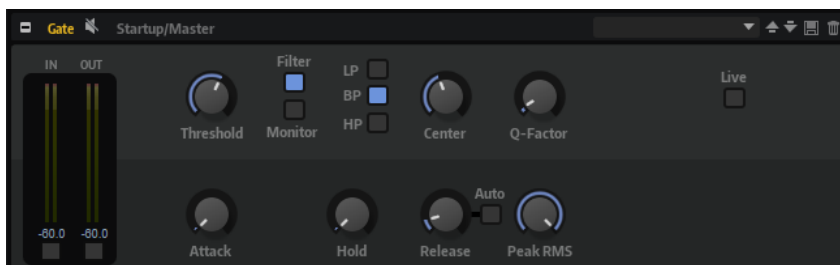 Gate Startup/Master
IN OUT
Filter
LP
Live
BP
Threshold Monitor HP Center Q-Factor
-60.0 -60.0
Auto
Attack Hold Release Peak RMS